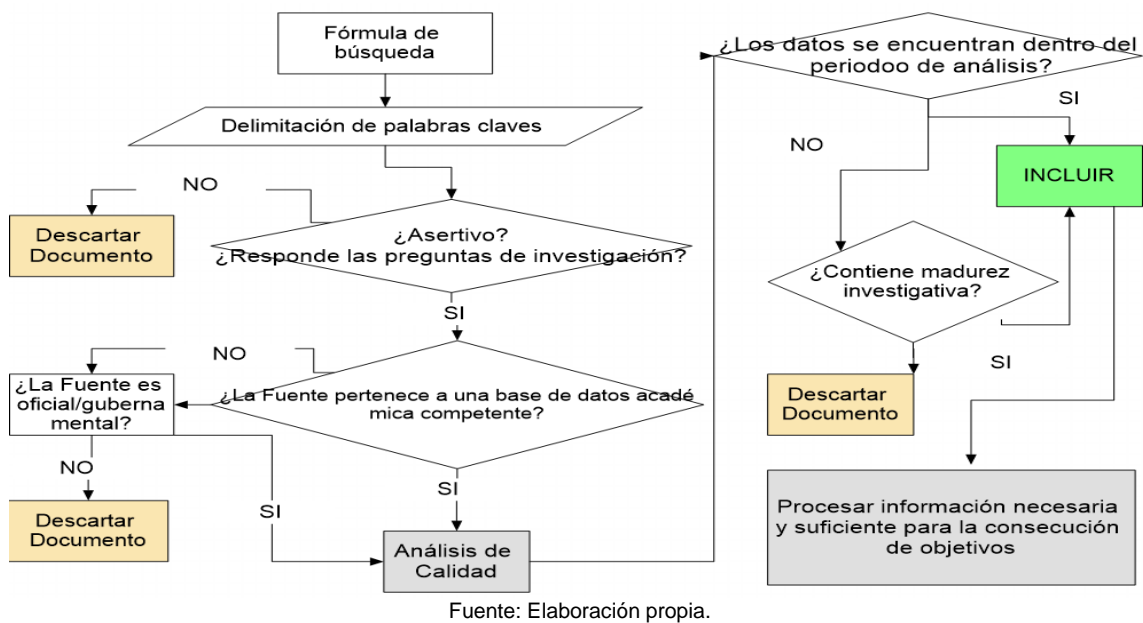 Fórmula de
búsqueda
Delimitación de palabras claves
NO
Descartar
Documento
¿Asertivo?
¿Responde las preguntas de investigación?
SI
NO
¿La Fuente es
oficial/guberna
mental?
¿La Fuente pertenece a una base de datos acadé
mica competente?
NO
Descartar
Documento
SI
SI
Análisis de
Calidad
¿Los datos se encuentran dentro del
periodoo de análisis?
SI
NO
INCLUIR
¿Contiene madurez
investigativa?
SI
Descartar
Documento
Procesar información necesaria
y suficiente para la consecución
de objetivos
Fuente: Elaboración propia.